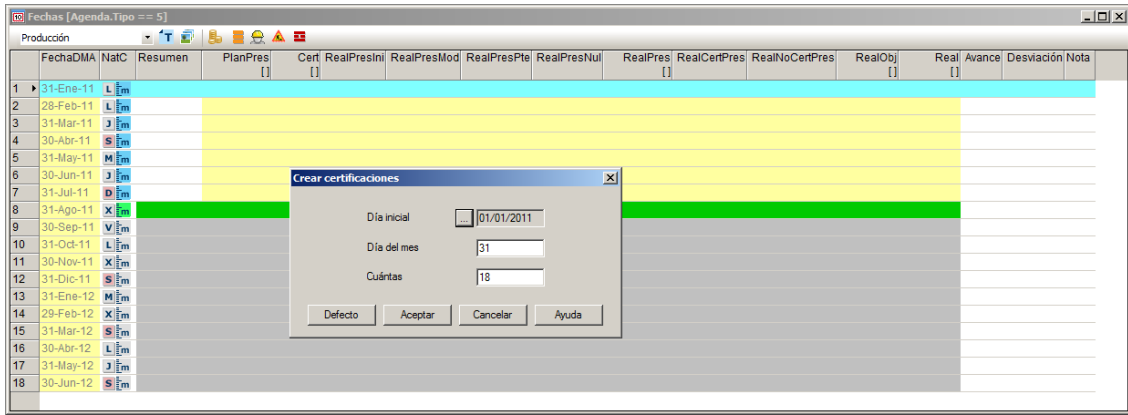 Fechas [Agenda.Tipo == 5]
Producción
FechaDMA NatC Resumen PlanPres Cert RealPresIni RealPresMod RealPresPte RealPresNul RealPres RealCertPres RealNoCertPres RealObj Real Avance Desviación Nota
[] [] [] [] []
1 31-Ene-11 L m
2 28-Feb-11 L m
3 31-Mar-11 J m
4 30-Abr-11 S m
5 31-May-11 M m
6 30-Jun-11 J m
7 31-Jul-11 D m
8 31-Ago-11 X m
9 30-Sep-11 V m
10 31-Oct-11 L m
11 30-Nov-11 X m
12 31-Dic-11 S m
13 31-Ene-12 M m
14 29-Feb-12 X m
15 31-Mar-12 S m
16 30-Abr-12 L m
17 31-May-12 J m
18 30-Jun-12 S m
Crear certificaciones
Día inicial ... 01/01/2011
Día del mes 31
Cuántas 18
Defecto Aceptar Cancelar Ayuda